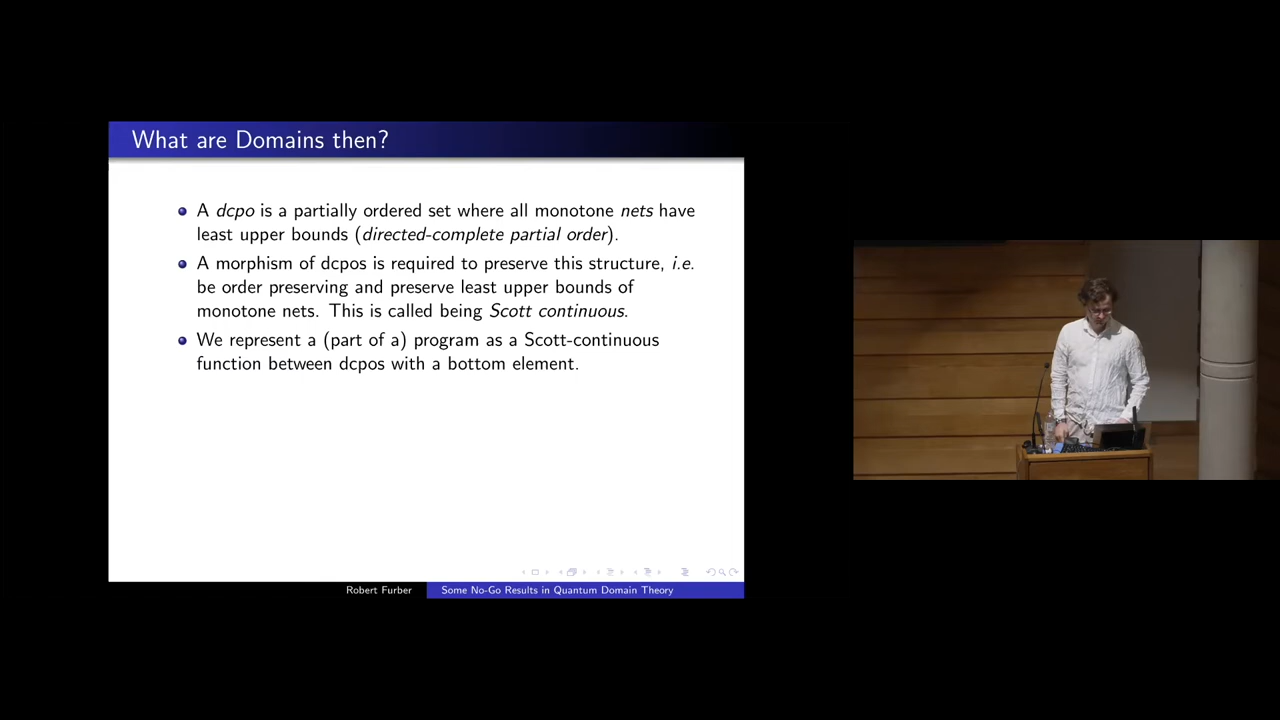 What are Domains then?
A dcpo is a partially ordered set where all monotone nets have
least upper bounds (directed-complete partial order).
A morphism of dcpos is required to preserve this structure, i.e.
be order preserving and preserve least upper bounds of
monotone nets. This is called being Scott continuous.
We represent a (part of a) program as a Scott-continuous
function between dcpos with a bottom element.
Robert Furber
Some No-Go Results in Quantum Domain Theory